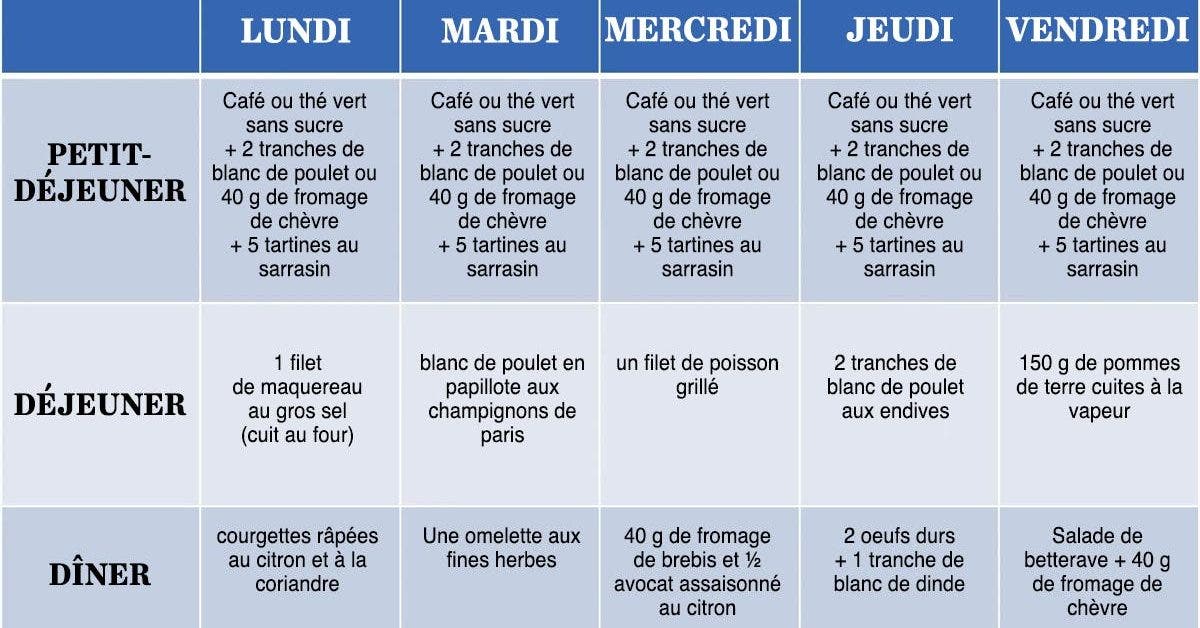 LUNDI MARDI MERCREDI JEUDI VENDREDI
PETIT-
DÉJEUNER
Café ou thé vert
sans sucre
+ 2 tranches de
blanc de poulet ou
40 g de fromage
de chèvre
+ 5 tartines au
sarrasin
Café ou thé vert
sans sucre
+ 2 tranches de
blanc de poulet ou
40 g de fromage
de chèvre
+ 5 tartines au
sarrasin
Café ou thé vert
sans sucre
+ 2 tranches de
blanc de poulet ou
40 g de fromage
de chèvre
+ 5 tartines au
sarrasin
Café ou thé vert
sans sucre
+ 2 tranches de
blanc de poulet ou
40 g de fromage
de chèvre
+ 5 tartines au
sarrasin
Café ou thé vert
sans sucre
+ 2 tranches de
blanc de poulet ou
40 g de fromage
de chèvre
+ 5 tartines au
sarrasin
DÉJEUNER
1 filet
de maquereau
au gros sel
(cuit au four)
blanc de poulet en
papillote aux
champignons de
paris
un filet de poisson
grillé
2 tranches de
blanc de poulet
aux endives
150 g de pommes
de terre cuites à la
vapeur
DÎNER
courgettes râpées
au citron et à la
coriandre
Une omelette aux
fines herbes
40 g de fromage
de brebis et ½
avocat assaisonné
au citron
2 oeufs durs
+ 1 tranche de
blanc de dinde
Salade de
betterave + 40 g
de fromage de
chèvre